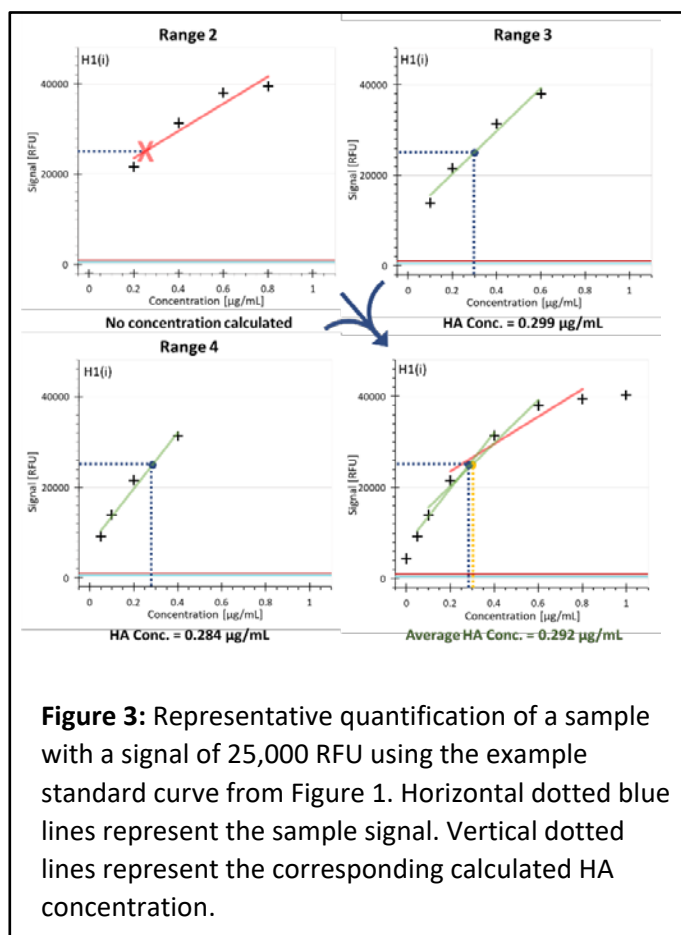 Range 2
H1(i)
40000
20000
0
Signal [RFU]
0 0.2 0.4 0.6 0.8 1
Concentration [µg/mL]
No concentration calculated
Range 3
H1(i)
40000
20000
0
Signal [RFU]
0 0.2 0.4 0.6 0.8 1
Concentration [µg/mL]
HA Conc. = 0.299 µg/mL
Range 4
H1(i)
40000
20000
0
Signal [RFU]
0 0.2 0.4 0.6 0.8 1
Concentration [µg/mL]
HA Conc. = 0.284 µg/mL
H1(i)
40000
20000
0
Signal [RFU]
0 0.2 0.4 0.6 0.8 1
Concentration [µg/mL]
Average HA Conc. = 0.292 µg/mL
Figure 3: Representative quantification of a sample
with a signal of 25,000 RFU using the example
standard curve from Figure 1. Horizontal dotted blue
lines represent the sample signal. Vertical dotted
lines represent the corresponding calculated HA
concentration.